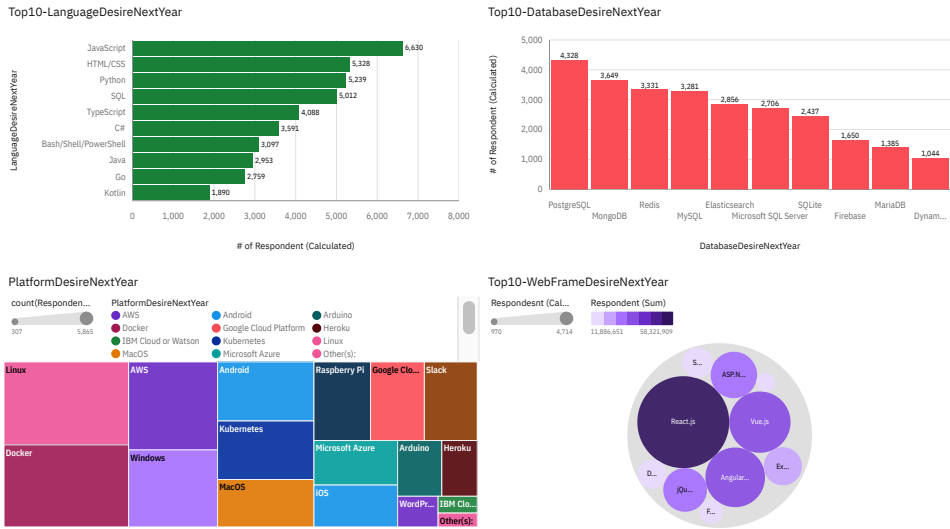 Top10-LanguageDesireNextYear
LanguageDesireNextYear
JavaScript 6,630
HTML/CSS 5,328
Python 5,239
SQL 5,012
TypeScript 4,088
C# 3,591
Bash/Shell/PowerShell 3,097
Java 2,953
Go 2,759
Kotlin 1,890
0 1,000 2,000 3,000 4,000 5,000 6,000 7,000 8,000
# of Respondent (Calculated)
Top10-DatabaseDesireNextYear
# of Respondent (Calculated)
5,000
4,000
3,000
2,000
1,000
0
4,328 3,649 3,331 3,281 2,856 2,706 2,437 1,650 1,385 1,044
PostgreSQL Redis Elasticsearch SQLite MariaDB
MongoDB MySQL Microsoft SQL Server Firebase Dynam...
DatabaseDesireNextYear
PlatformDesireNextYear
count(Responden...
307 5,865
PlatformDesireNextYear
AWS Android Arduino
Docker Google Cloud Platform Heroku
IBM Cloud or Watson Kubernetes Linux
MacOS Microsoft Azure Other(s):
Linux AWS Android Raspberry Pi Google Clo... Slack
Kubernetes
Microsoft Azure Arduino Heroku
Docker Windows
MacOS iOS
WordPr... IBM Clo...
Other(s):
Top10-WebFrameDesireNextYear
Respondesnt (Cal...
970 4,714
Respondent (Sum)
11,886,651 58,321,909
S...
ASP.N...
React.js Vue.js
D... Angular... Ex...
jQu...
F...